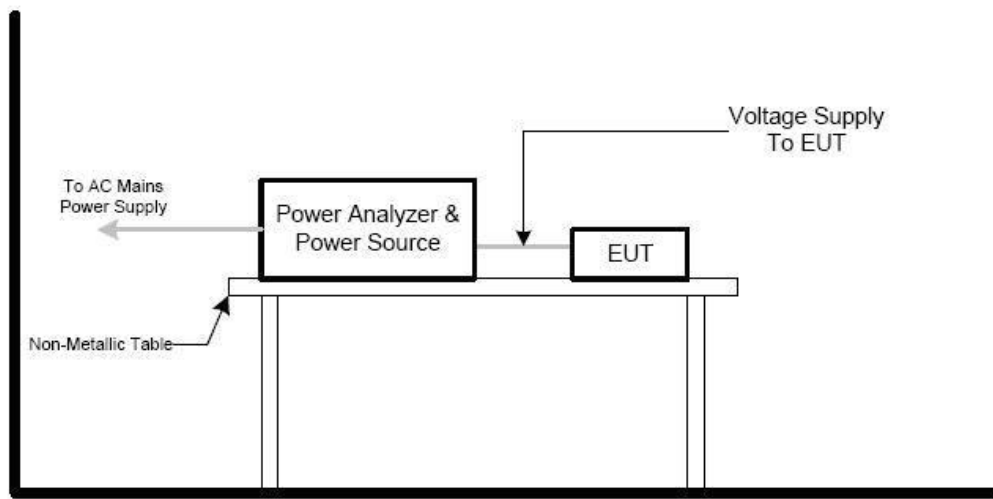 Voltage Supply
To EUT
To AC Mains
Power Supply
Power Analyzer &
Power Source
EUT
Non-Metallic Table